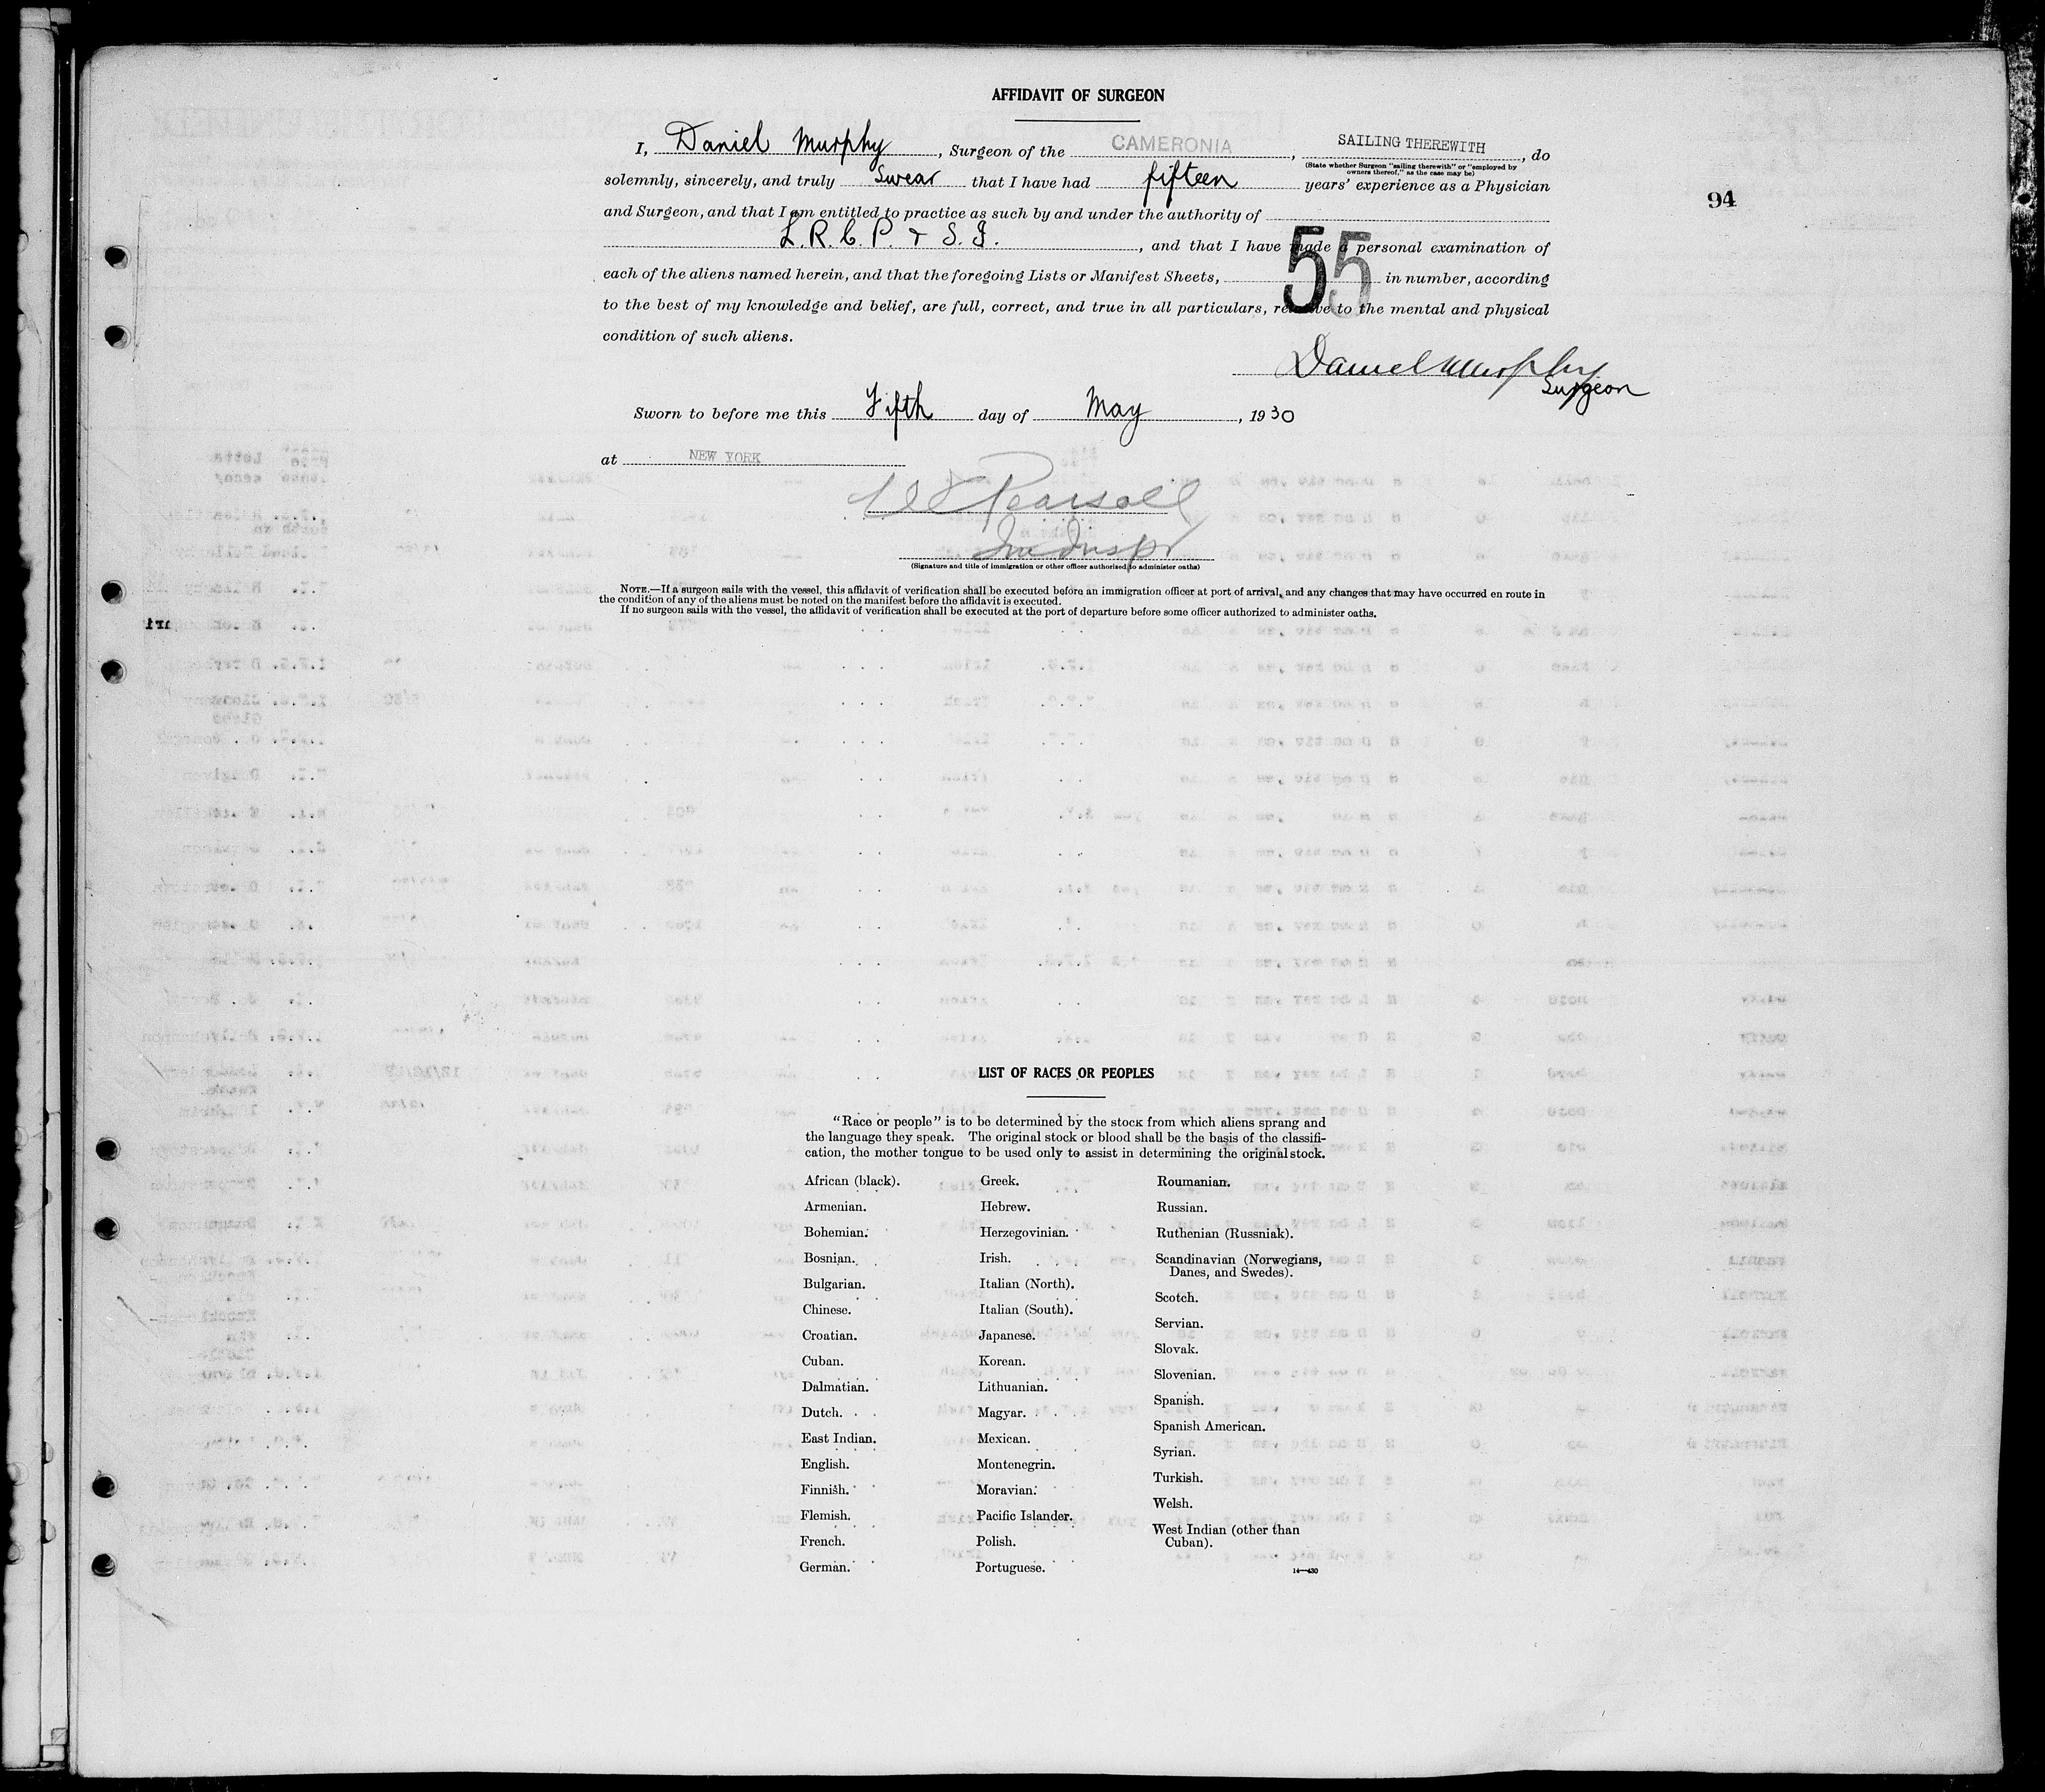 AFFIDAVIT OF SURGEON
I, Daniel Murphy, Surgeon of the CAMERONIA, SAILING THEREWITH, do
(State whether Surgeon "sailing therewith" or "employed by
owners thereof," as the case may be)
solemnly, sincerely, and truly Swear that I have had fifteen years' experience as a Physician
94
and Surgeon, and that I am entitled to practice as such by and under the authority of
L.R.C.P. & S.I., and that I have made a personal examination of
each of the aliens named herein, and that the foregoing Lists or Manifest Sheets, 55 in number, according
to the best of my knowledge and belief, are full, correct, and true in all particulars, relative to the mental and physical
condition of such aliens.
Daniel Murphy
Surgeon
Sworn to before me this Fifth day of May, 1930
at NEW YORK
Pearsall
Im Inspr
(Signature and title of immigration or other officer authorized to administer oaths)
NOTE.—If a surgeon sails with the vessel, this affidavit of verification shall be executed before an immigration officer at port of arrival, and any changes that may have occurred en route in
the condition of any of the aliens must be noted on the manifest before the affidavit is executed.
If no surgeon sails with the vessel, the affidavit of verification shall be executed at the port of departure before some officer authorized to administer oaths.
LIST OF RACES OR PEOPLES
"Race or people" is to be determined by the stock from which aliens sprang and
the language they speak. The original stock or blood shall be the basis of the classifi-
cation, the mother tongue to be used only to assist in determining the original stock.
African (black).
Armenian.
Bohemian.
Bosnian.
Bulgarian.
Chinese.
Croatian.
Cuban.
Dalmatian.
Dutch.
East Indian.
English.
Finnish.
Flemish.
French.
German.
Greek.
Hebrew.
Herzegovinian.
Irish.
Italian (North).
Italian (South).
Japanese.
Korean.
Lithuanian.
Magyar.
Mexican.
Montenegrin.
Moravian.
Pacific Islander.
Polish.
Portuguese.
Roumanian.
Russian.
Ruthenian (Russniak).
Scandinavian (Norwegians,
Danes, and Swedes).
Scotch.
Servian.
Slovak.
Slovenian.
Spanish.
Spanish American.
Syrian.
Turkish.
Welsh.
West Indian (other than
Cuban).
14—430